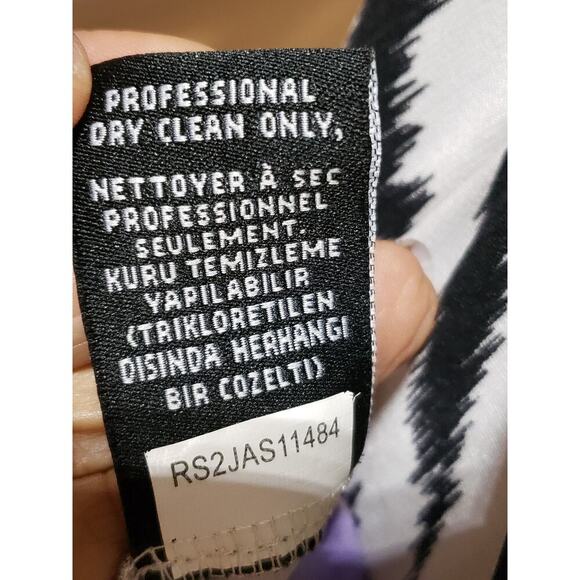 PROFESSIONAL
DRY CLEAN ONLY,
NETTOYER À SEC
PROFESSIONNEL
SEULEMENT.
KURU TEMIZLEME
YAPILABILIR
(TRIKLORETILEN
DISINDA HERHANGI
BIR COZELTI)
RS2JAS11484